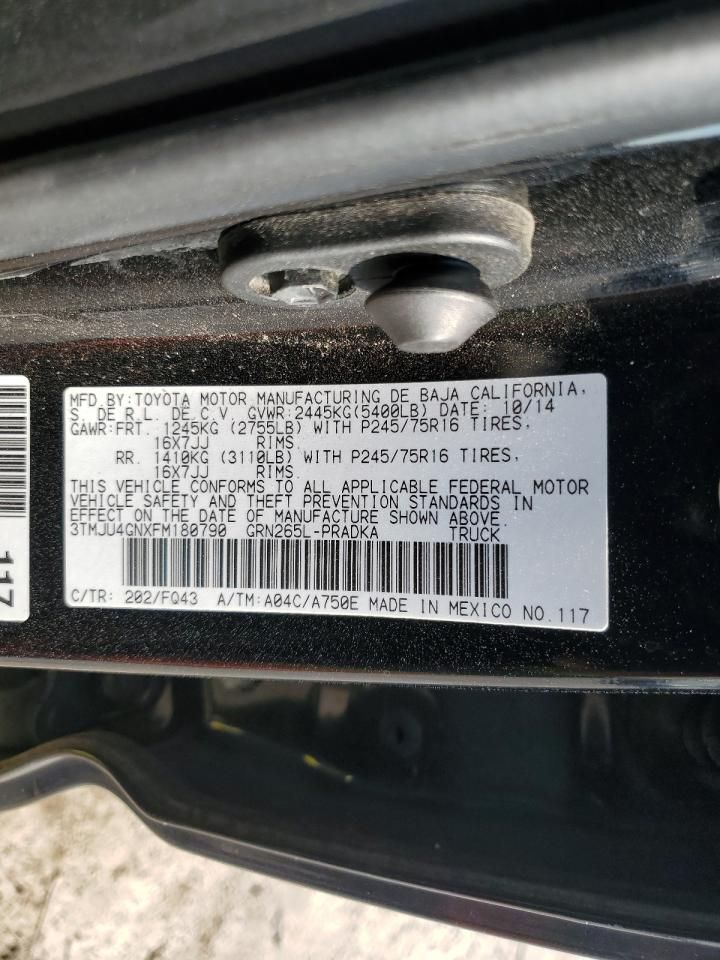 MFD.BY:TOYOTA MOTOR MANUFACTURING DE BAJA CALIFORNIA,
S. DE R.L. DE C.V GVWR:2445KG(5400LB) DATE: 10/14
GAWR:FRT. 1245KG (2755LB) WITH P245/75R16 TIRES,
16X7JJ RIMS
RR. 1410KG (3110LB) WITH P245/75R16 TIRES,
16X7JJ RIMS
THIS VEHICLE CONFORMS TO ALL APPLICABLE FEDERAL MOTOR
VEHICLE SAFETY AND THEFT PREVENTION STANDARDS IN
EFFECT ON THE DATE OF MANUFACTURE SHOWN ABOVE.
3TMJU4GNXFM180790 GRN265L-PRADKA TRUCK
C/TR: 202/FQ43 A/TM:A04C/A750E MADE IN MEXICO NO.117
117